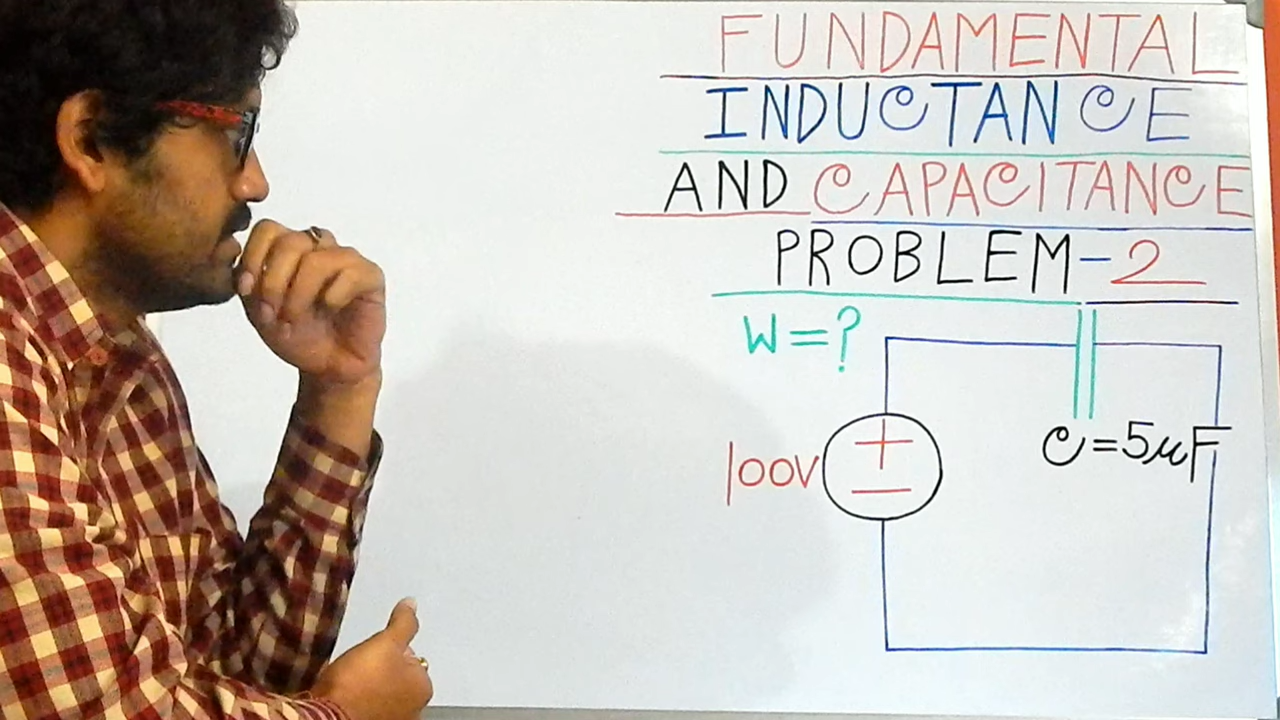 FUNDAMENTAL
INDUCTANCE
AND CAPACITANCE
PROBLEM-2
W=?
C=5μF
100V
+
-